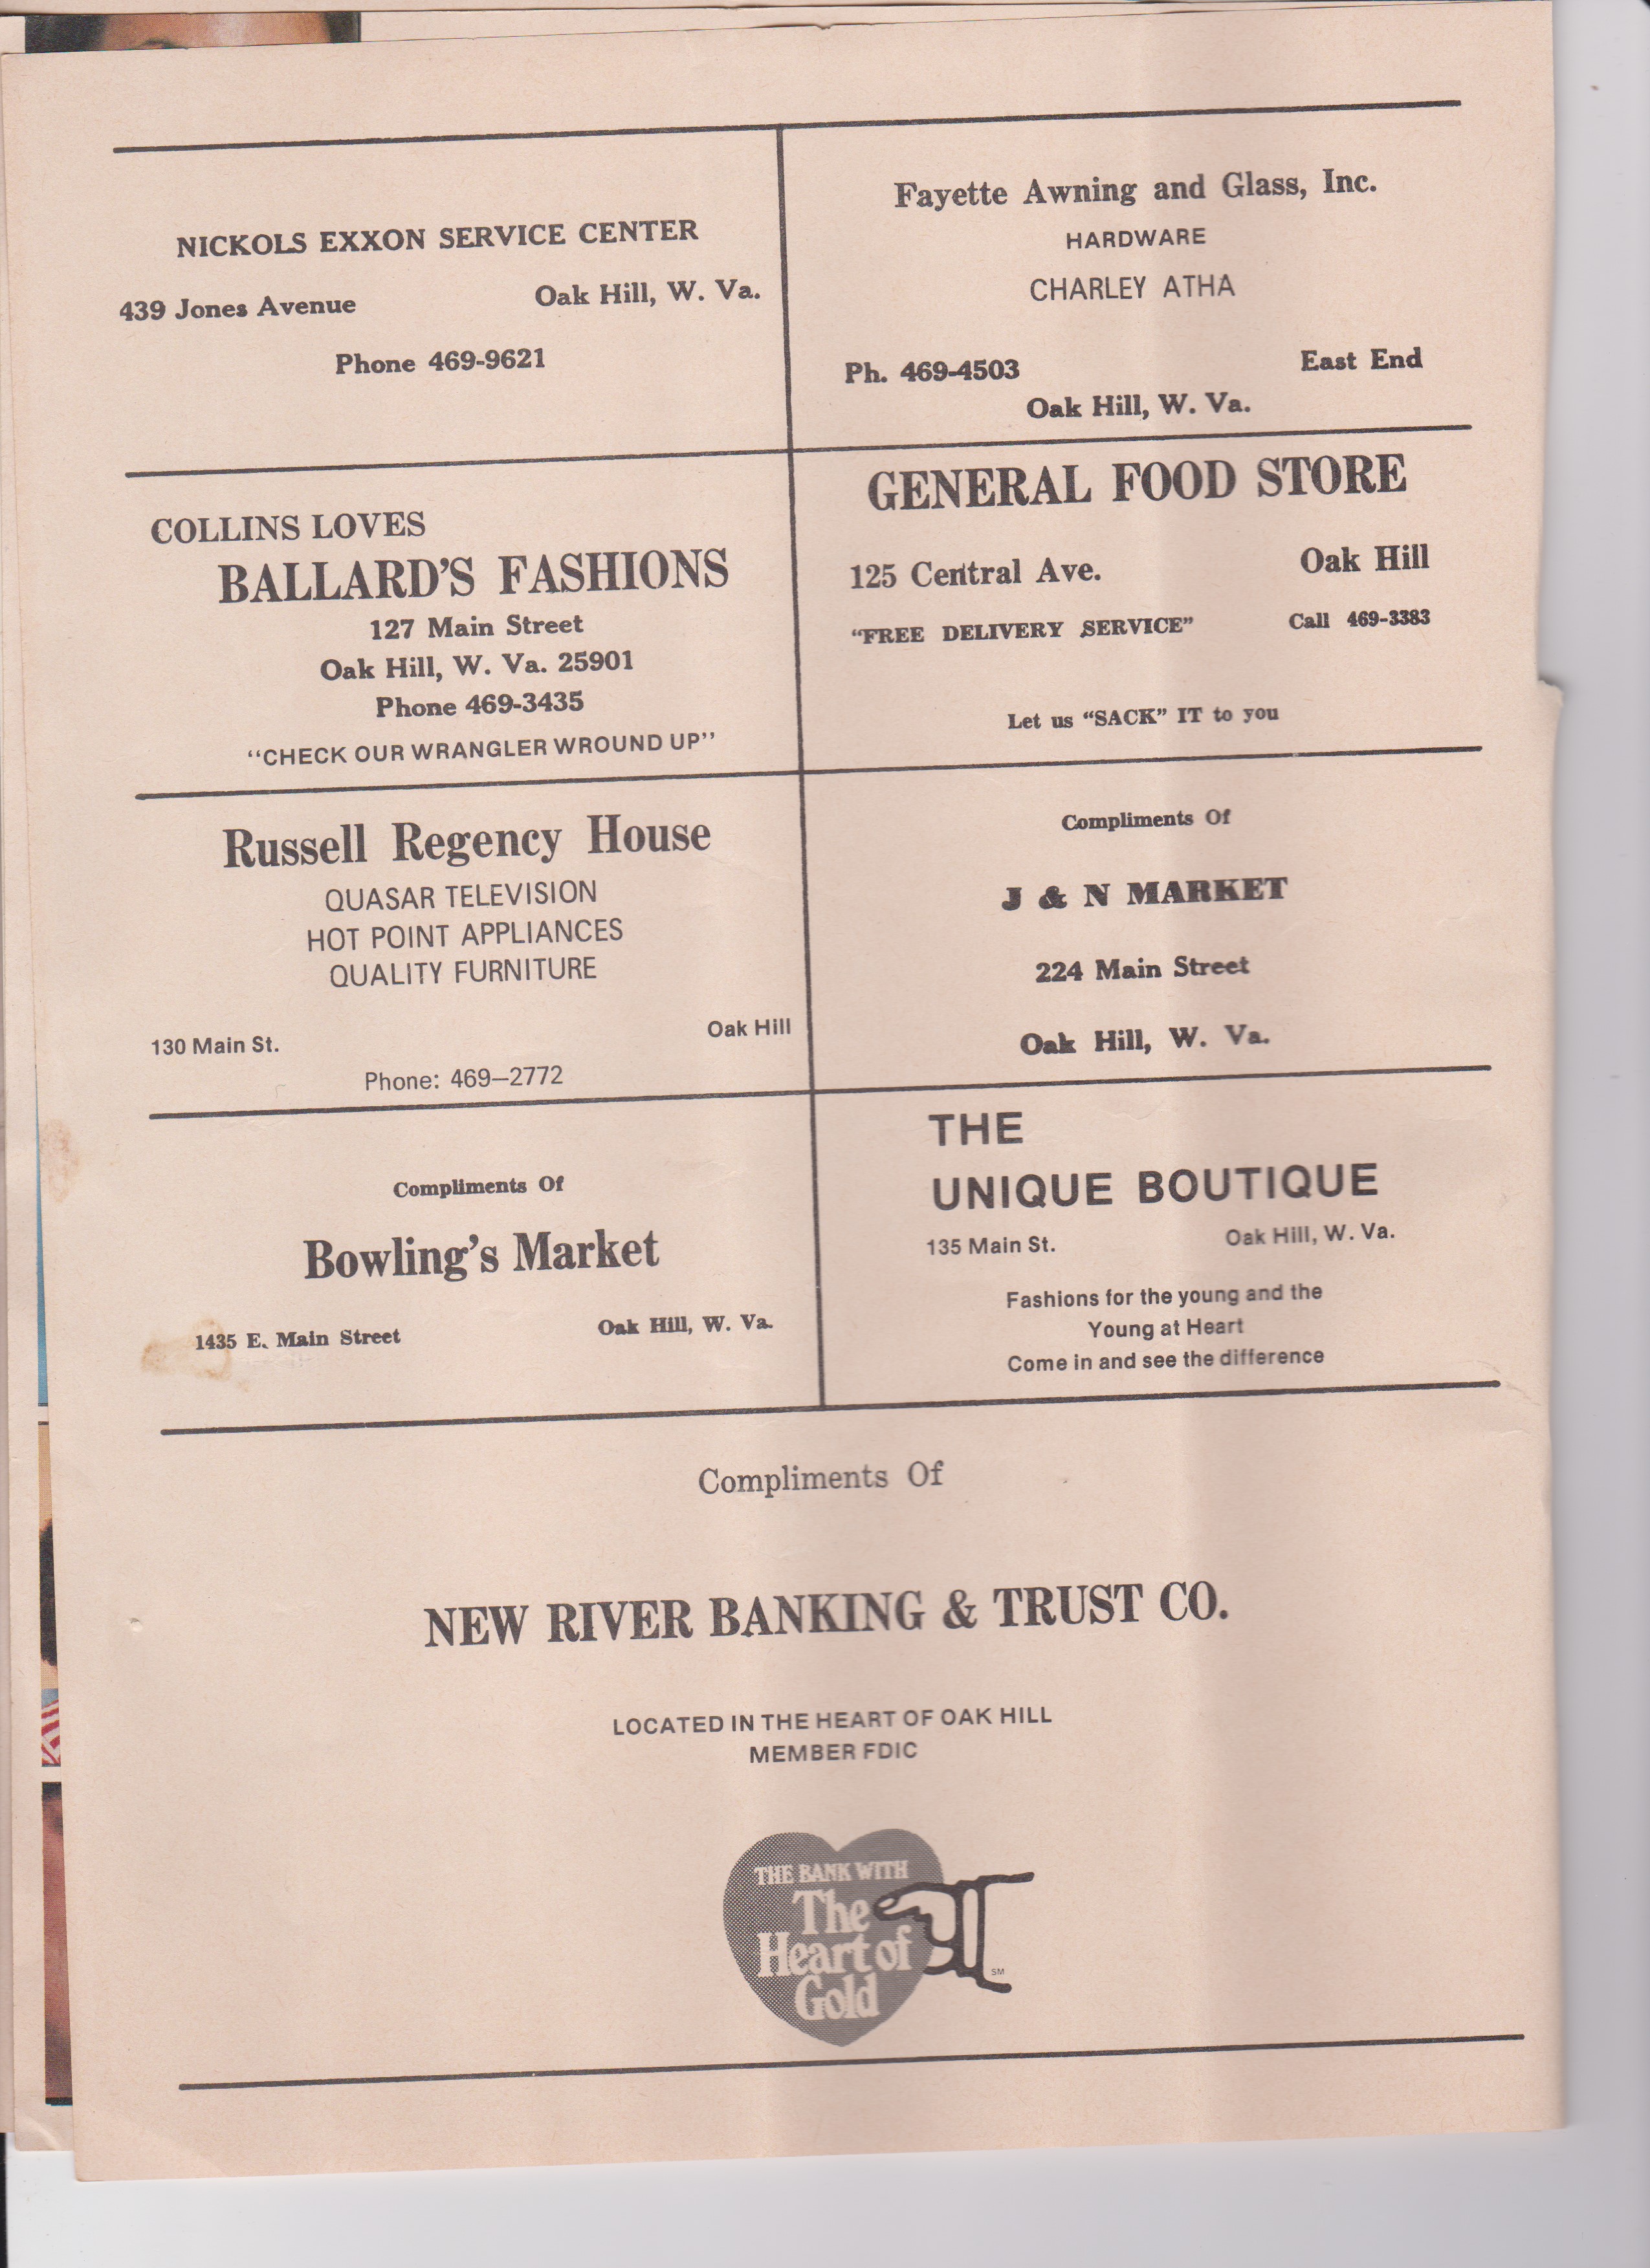 NICKOLS EXXON SERVICE CENTER
439 Jones Avenue Oak Hill, W. Va.
Phone 469-9621
Fayette Awning and Glass, Inc.
HARDWARE
CHARLEY ATHA
Ph. 469-4503 East End
Oak Hill, W. Va.
COLLINS LOVES
BALLARD'S FASHIONS
127 Main Street
Oak Hill, W. Va. 25901
Phone 469-3435
"CHECK OUR WRANGLER WROUND UP"
GENERAL FOOD STORE
125 Central Ave. Oak Hill
"FREE DELIVERY SERVICE" Call 469-3383
Let us "SACK" IT to you
Russell Regency House
QUASAR TELEVISION
HOT POINT APPLIANCES
QUALITY FURNITURE
130 Main St. Oak Hill
Phone: 469–2772
Compliments Of
J & N MARKET
224 Main Street
Oak Hill, W. Va.
Compliments Of
Bowling's Market
1435 E. Main Street Oak Hill, W. Va.
THE
UNIQUE BOUTIQUE
135 Main St. Oak Hill, W. Va.
Fashions for the young and the
Young at Heart
Come in and see the difference
Compliments Of
NEW RIVER BANKING & TRUST CO.
LOCATED IN THE HEART OF OAK HILL
MEMBER FDIC
THE BANK WITH
The
Heart of
Gold
SM